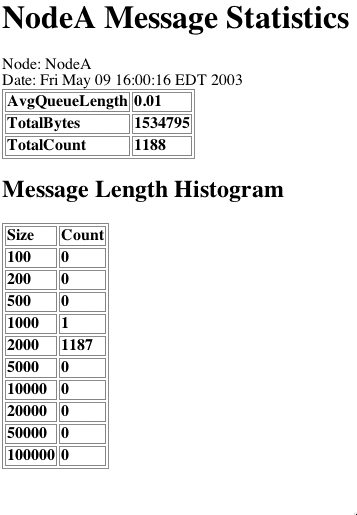 NodeA Message Statistics
Node: NodeA
Date: Fri May 09 16:00:16 EDT 2003
AvgQueueLength 0.01
TotalBytes 1534795
TotalCount 1188
Message Length Histogram
Size Count
100 0
200 0
500 0
1000 1
2000 1187
5000 0
10000 0
20000 0
50000 0
100000 0